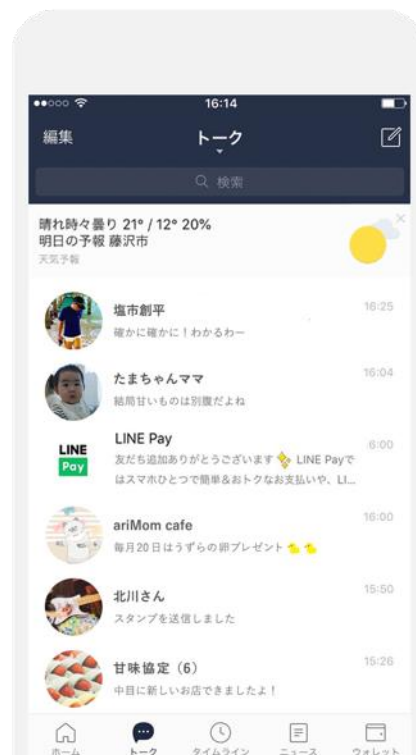 16:14
編集
トーク
検索
晴れ時々曇り 21° / 12° 20%
明日の予報 藤沢市
天気予報
塩市創平
16:25
確かに確かに！わかるわー
たまちゃんママ
16:04
結局甘いものは別腹だよね
LINE
Pay
LINE Pay
6:00
友だち追加ありがとうございます✨ LINE Payで
はスマホひとつで簡単&おトクなお支払いや、LI...
ariMom cafe
16:00
毎月20日はうずらの卵プレゼント🐤🐤
北川さん
15:50
スタンプを送信しました
甘味協定（6）
15:26
中目に新しいお店できましたよ！
ホーム
トーク
タイムライン
ニュース
ウォレット